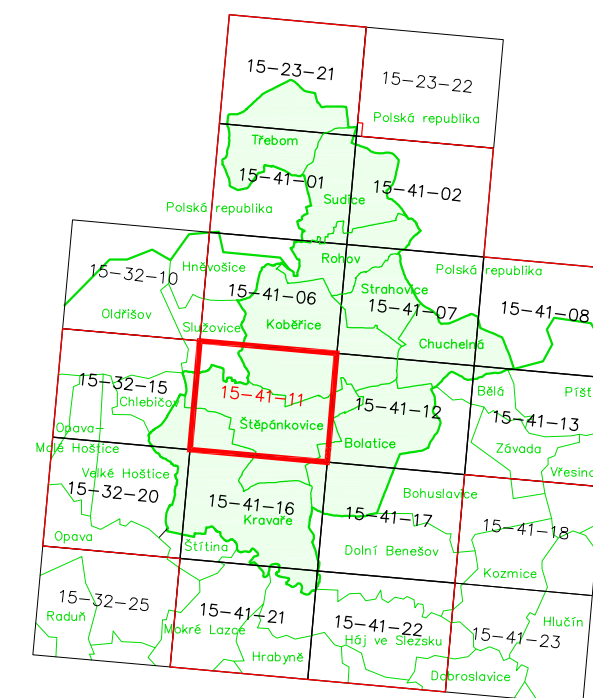 15-23-21
15-23-22
Polská republika
Třebom
15-41-01
15-41-02
Sudice
Polská republika
Rohov
Hněvošice
Polská republika
15-32-10
15-41-06
Strahovice
15-41-07
15-41-08
Oldřišov
Služovice
Kobeřice
Chuchelná
15-32-15
15-41-11
15-41-12
Bělá
Píšť
Chlebičov
15-41-13
Štěpánkovice
Opava-
Malé Hoštice
Bolatice
Závada
Velké Hoštice
Vřesina
15-32-20
15-41-16
Bohuslavice
Kravaře
15-41-17
15-41-18
Opava
Štítina
Dolní Benešov
Kozmice
15-32-25
Raduň
15-41-21
Mokré Lazce
15-41-22
Háj ve Slezsku
15-41-23
Hlučín
Hrabyně
Dobroslavice